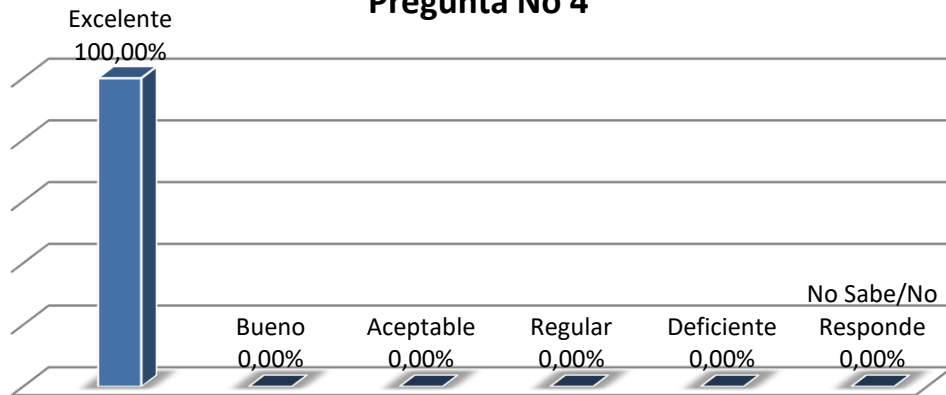 Pregunta No 4
Excelente
100,00%
Bueno
0,00%
Aceptable
0,00%
Regular
0,00%
Deficiente
0,00%
No Sabe/No
Responde
0,00%